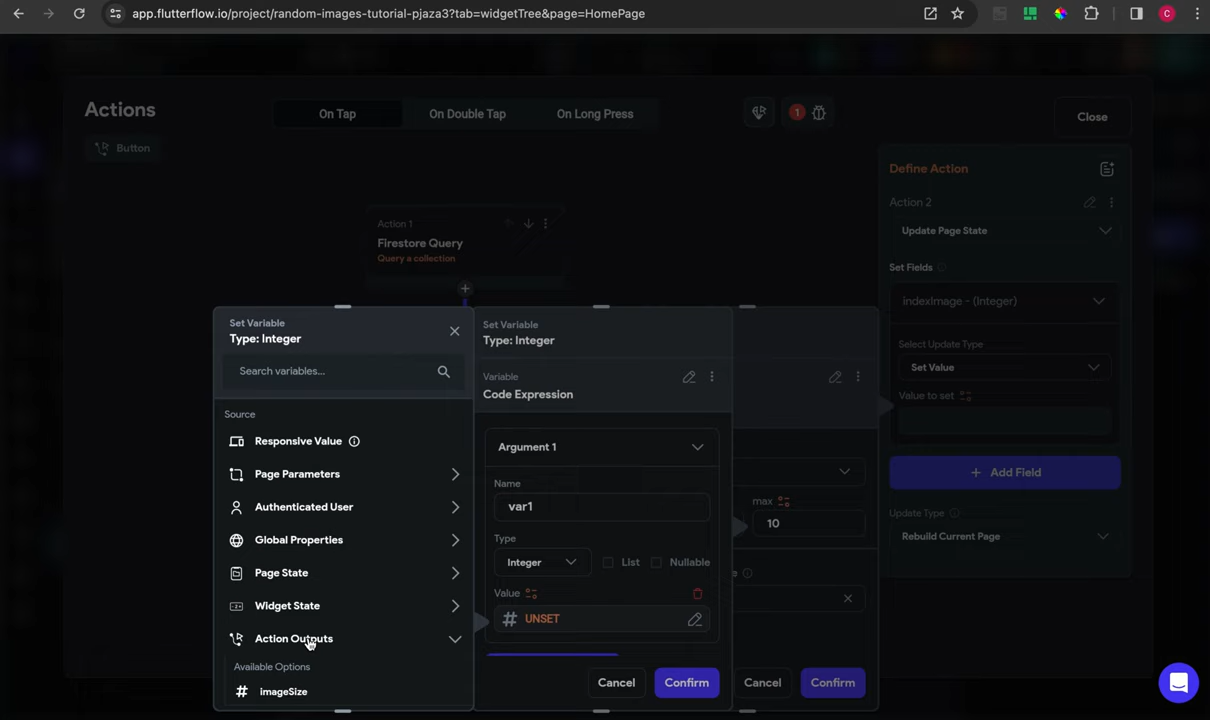 app.flutterflow.io/project/random-images-tutorial-pjaza3?tab=widgetTree&page=HomePage
C
Actions
On Tap
On Double Tap
On Long Press
1
Close
Button
Define Action
Action 2
Update Page State
Set Fields
indexImage - (Integer)
Select Update Type
Set Value
Value to set
Add Field
Update Type
Rebuild Current Page
Action 1
Firestore Query
Query a collection
Set Variable
Type: Integer
Search variables...
Source
Responsive Value
Page Parameters
Authenticated User
Global Properties
Page State
Widget State
Action Outputs
Available Options
imageSize
Set Variable
Type: Integer
Variable
Code Expression
Argument 1
Name
var1
Type
Integer
List
Nullable
Value
UNSET
Cancel
Confirm
max
10
Cancel
Confirm